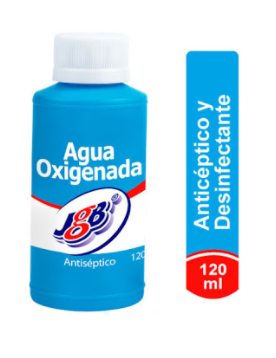 Agua
Oxigenada
JGB
Antiséptico
120
Anticéptico y
Desinfectante
120
ml